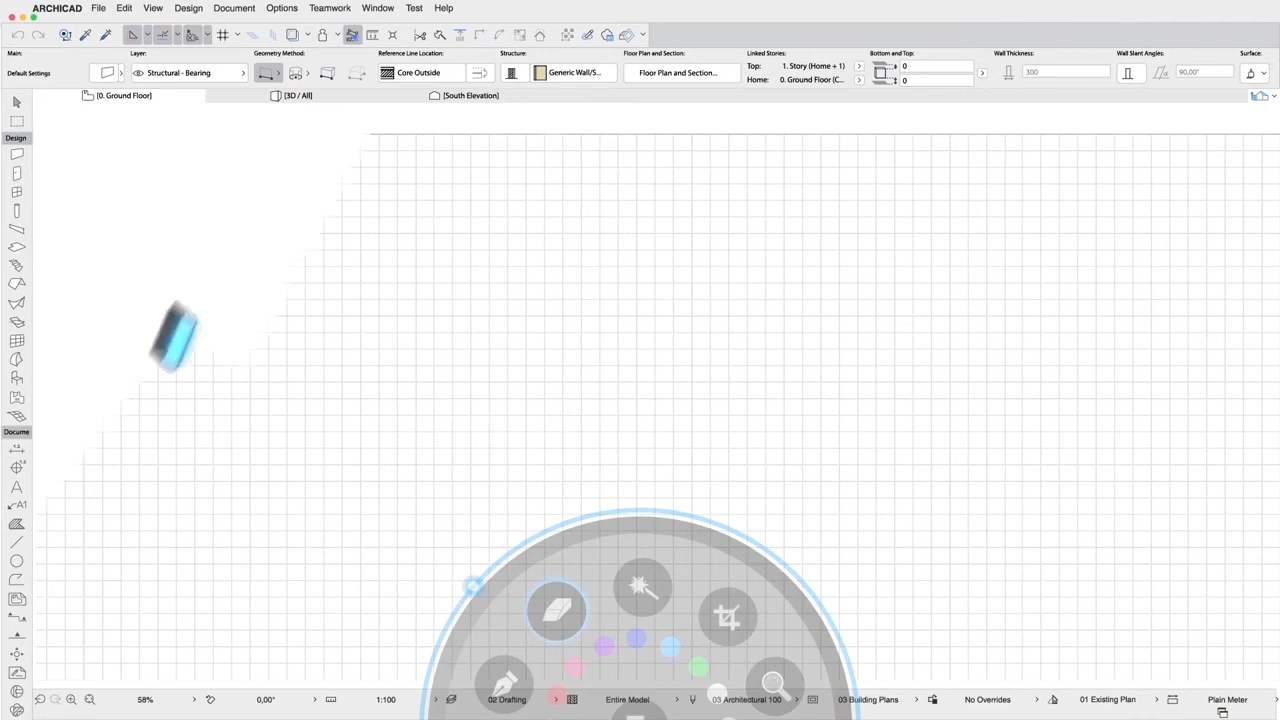 ARCHICAD File Edit View Design Document Options Teamwork Window Test Help
Main: Layer: Geometry Method: Reference Line Location: Structure: Floor Plan and Section: Linked Stories: Bottom and Top: Wall Thickness: Wall Slant Angles: Surface:
Default Settings Structural - Bearing Core Outside Generic Wall/S... Floor Plan and Section... Top: 1. Story (Home + 1) 0 300 90,00°
Home: 0. Ground Floor (C... 0
[0. Ground Floor] [3D / All] [South Elevation]
Design
Docume
1.2
A
A1
58% 0,00° 1:100 02 Drafting Entire Model 03 Architectural 100 03 Building Plans No Overrides 01 Existing Plan Plain Meter